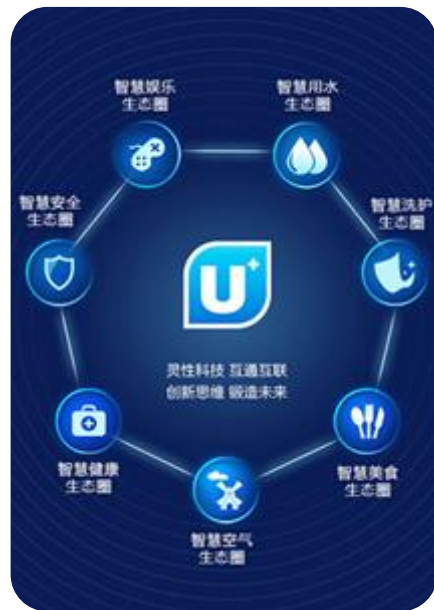 智慧娱乐
生态圈
智慧用水
生态圈
智慧安全
生态圈
智慧洗护
生态圈
U+
灵性科技 互通互联
创新思维 锻造未来
智慧健康
生态圈
智慧美食
生态圈
智慧空气
生态圈